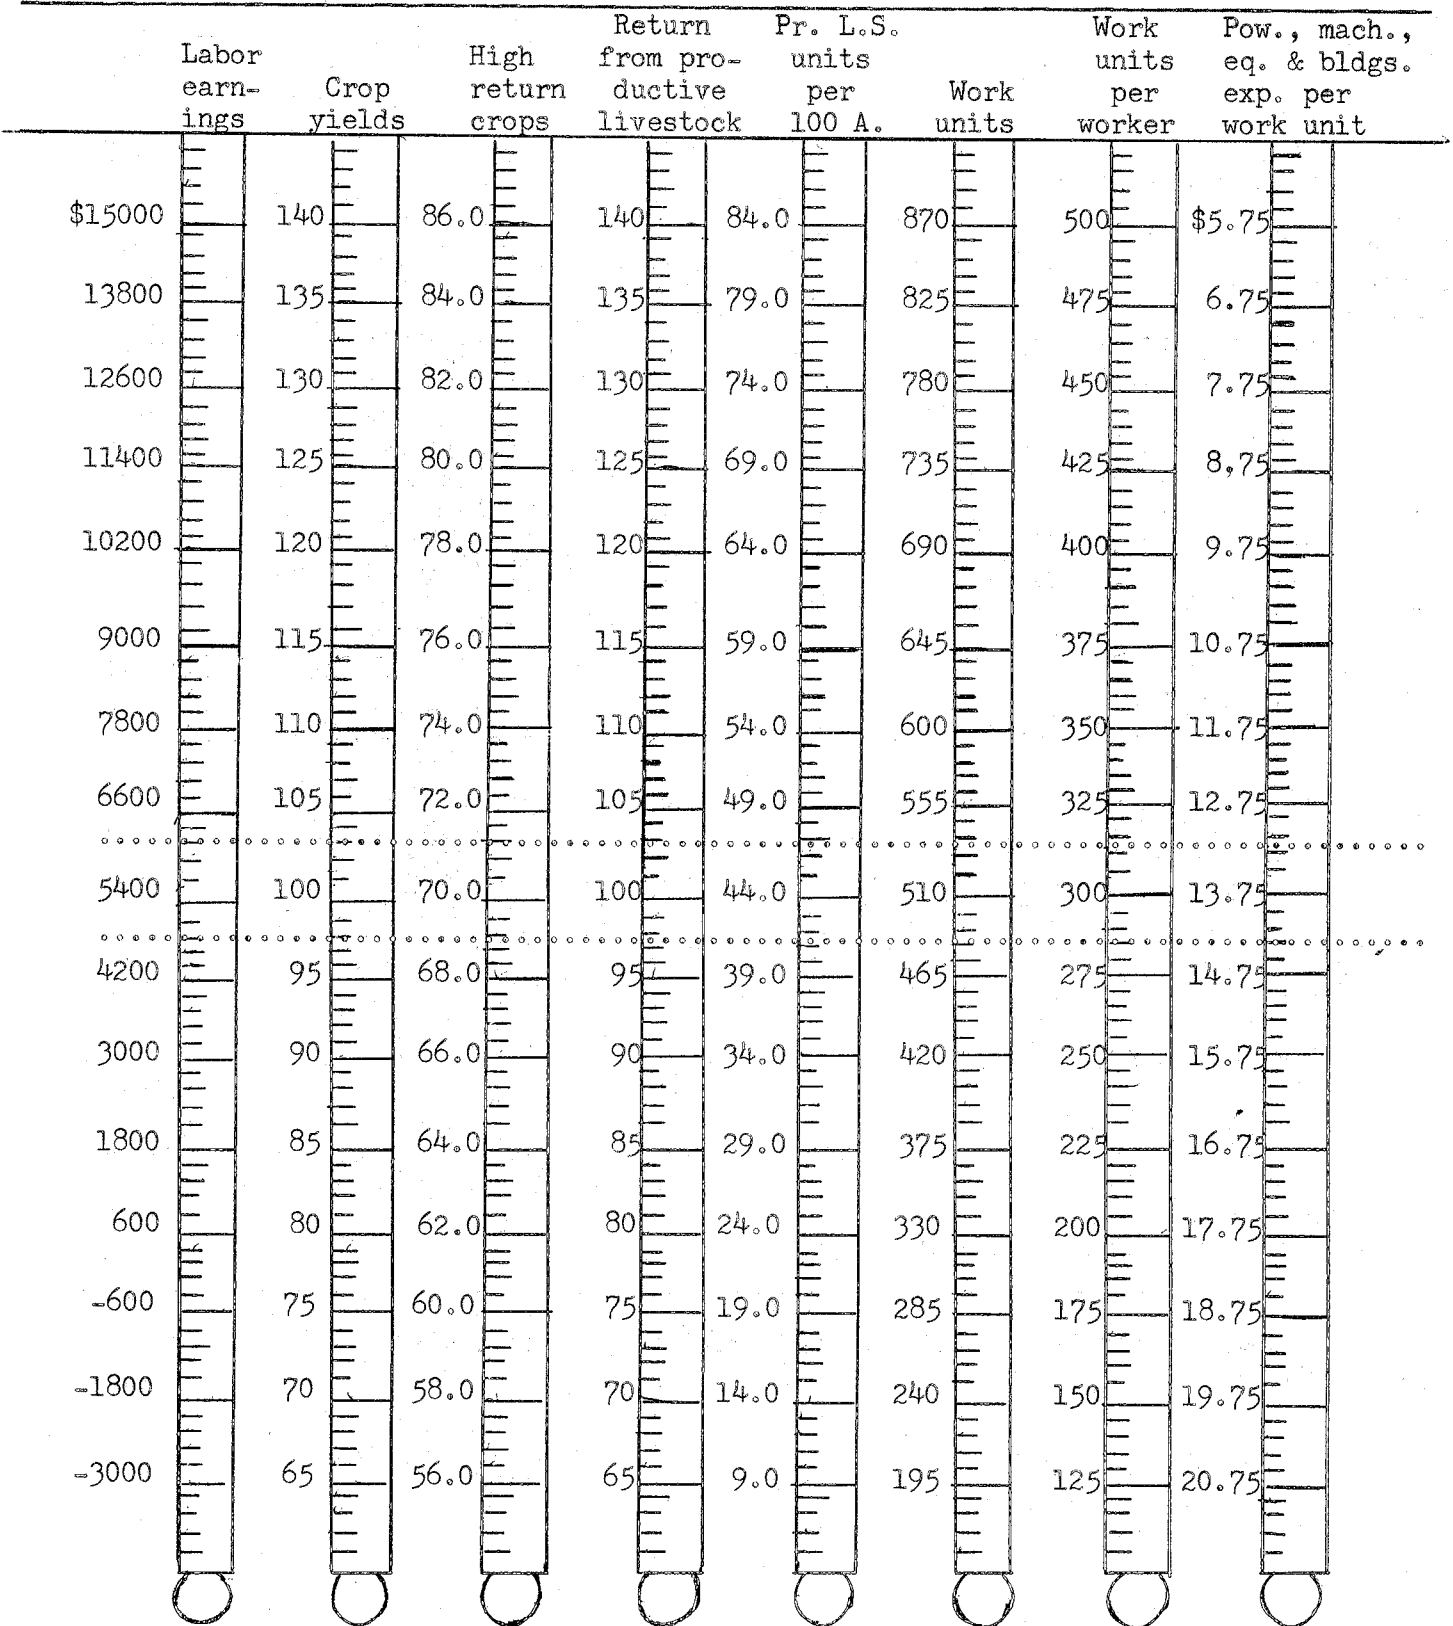 Return Pr. L.S. Work Pow., mach.,
Labor High from pro- units units eq. & bldgs.
earn- Crop return ductive per Work per exp. per
ings yields crops livestock 100 A. units worker work unit
$15000 140 86.0 140 84.0 870 500 $5.75
13800 135 84.0 135 79.0 825 475 6.75
12600 130 82.0 130 74.0 780 450 7.75
11400 125 80.0 125 69.0 735 425 8,75
10200 120 78.0 120 64.0 690 400 9.75
9000 115 76.0 115 59.0 645 375 10.75
7800 110 74.0 110 54.0 600 350 11.75
6600 105 72.0 105 49.0 555 325 12.75
5400 100 70.0 100 44.0 510 300 13.75
4200 95 68.0 95 39.0 465 275 14.75
3000 90 66.0 90 34.0 420 250 15.75
1800 85 64.0 85 29.0 375 225 16.75
600 80 62.0 80 24.0 330 200 17.75
-600 75 60.0 75 19.0 285 175 18.75
-1800 70 58.0 70 14.0 240 150 19.75
-3000 65 56.0 65 9.0 195 125 20.75